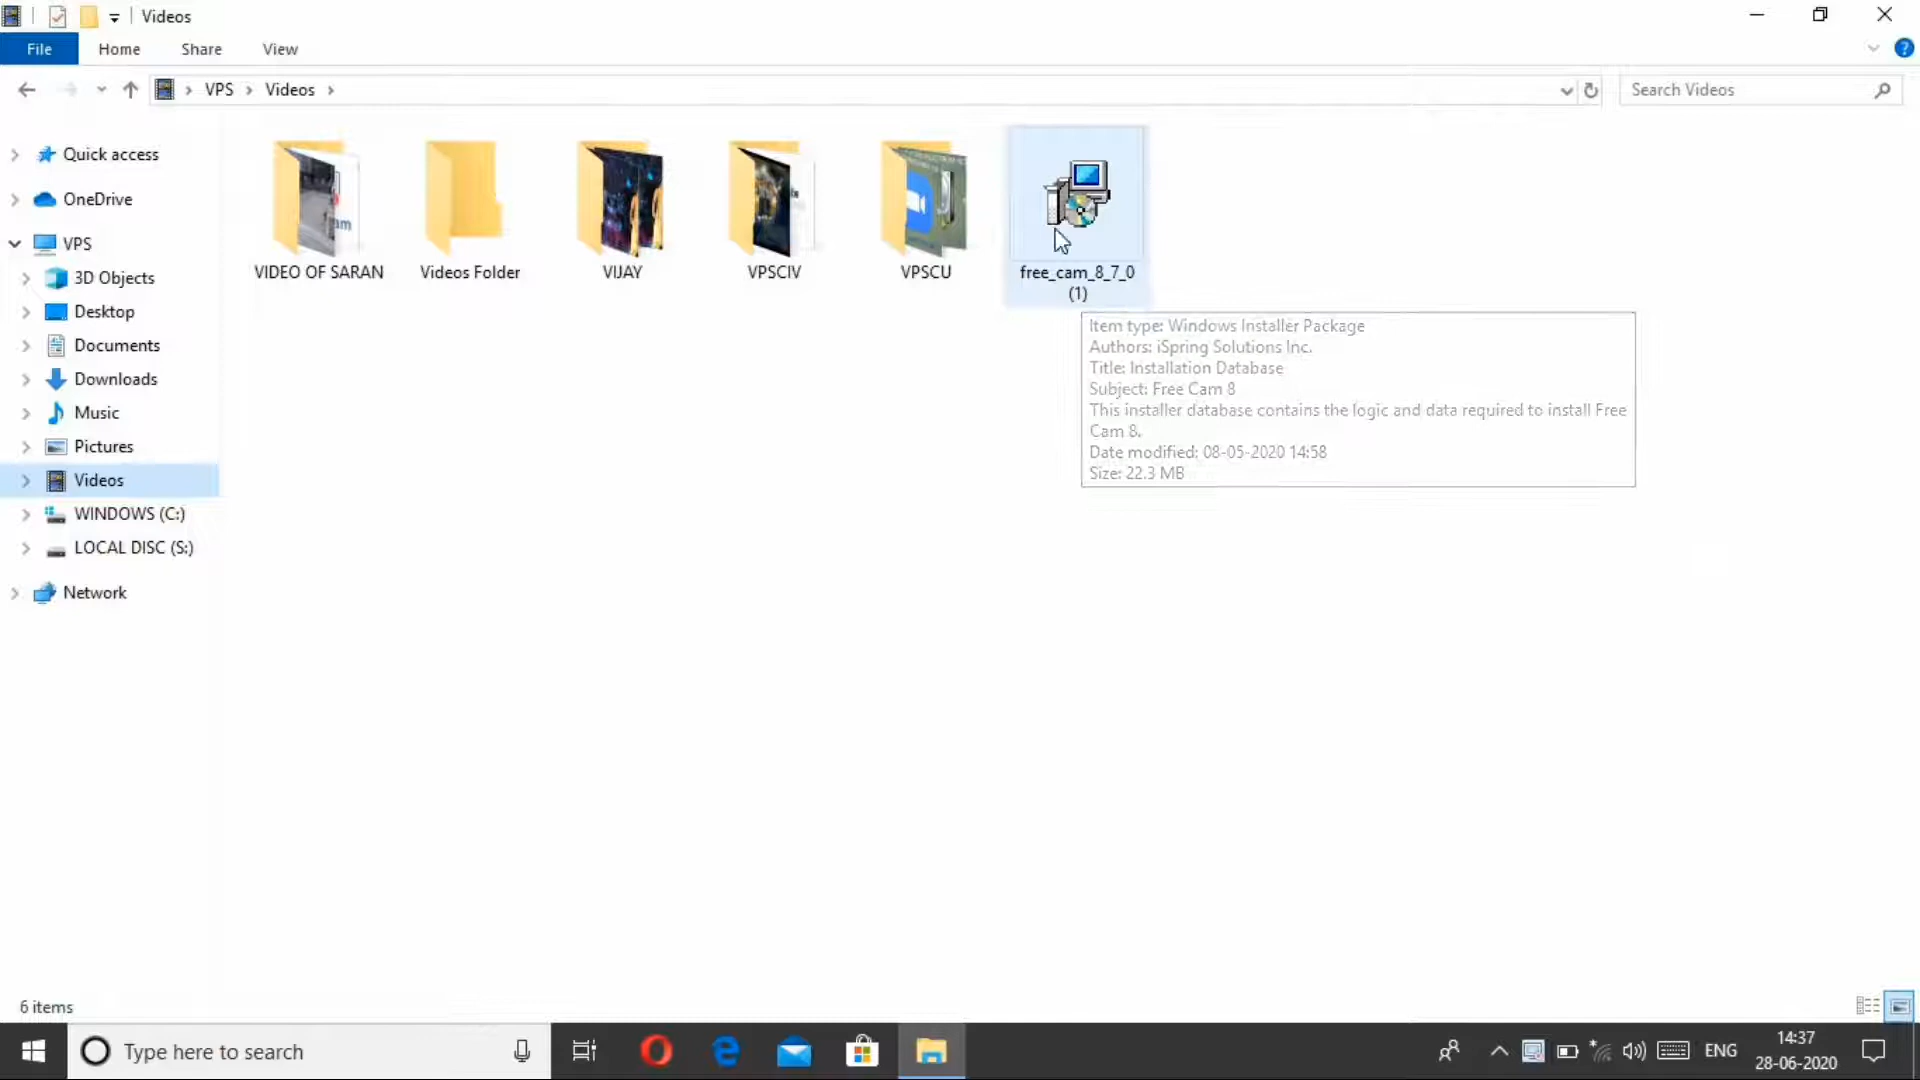 Videos
File Home Share View
VPS Videos
Search Videos
Quick access
OneDrive
VPS
3D Objects
Desktop
Documents
Downloads
Music
Pictures
Videos
WINDOWS (C:)
LOCAL DISC (S:)
Network
VIDEO OF SARAN
Videos Folder
VIJAY
VPSCIV
VPSCU
free_cam_8_7_0
(1)
Item type: Windows Installer Package
Authors: iSpring Solutions Inc.
Title: Installation Database
Subject: Free Cam 8
This installer database contains the logic and data required to install Free
Cam 8.
Date modified: 08-05-2020 14:58
Size: 22.3 MB
6 items
Type here to search
ENG
14:37
28-06-2020